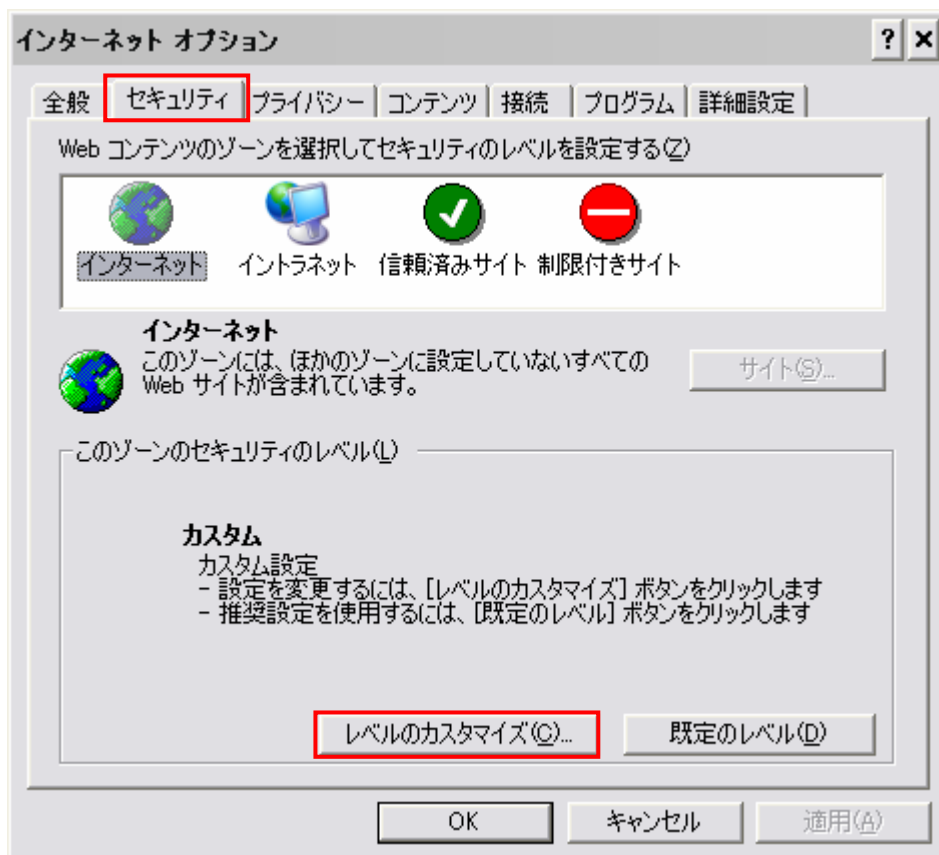 インターネット オプション
全般 セキュリティ プライバシー コンテンツ 接続 プログラム 詳細設定
Web コンテンツのゾーンを選択してセキュリティのレベルを設定する(Z)
インターネット イントラネット 信頼済みサイト 制限付きサイト
インターネット
このゾーンには、ほかのゾーンに設定していないすべての
Web サイトが含まれています。
サイト(S)...
このゾーンのセキュリティのレベル(L)
カスタム
カスタム設定
- 設定を変更するには、[レベルのカスタマイズ] ボタンをクリックします
- 推奨設定を使用するには、[既定のレベル] ボタンをクリックします
レベルのカスタマイズ(C)... 既定のレベル(D)
OK キャンセル 適用(A)